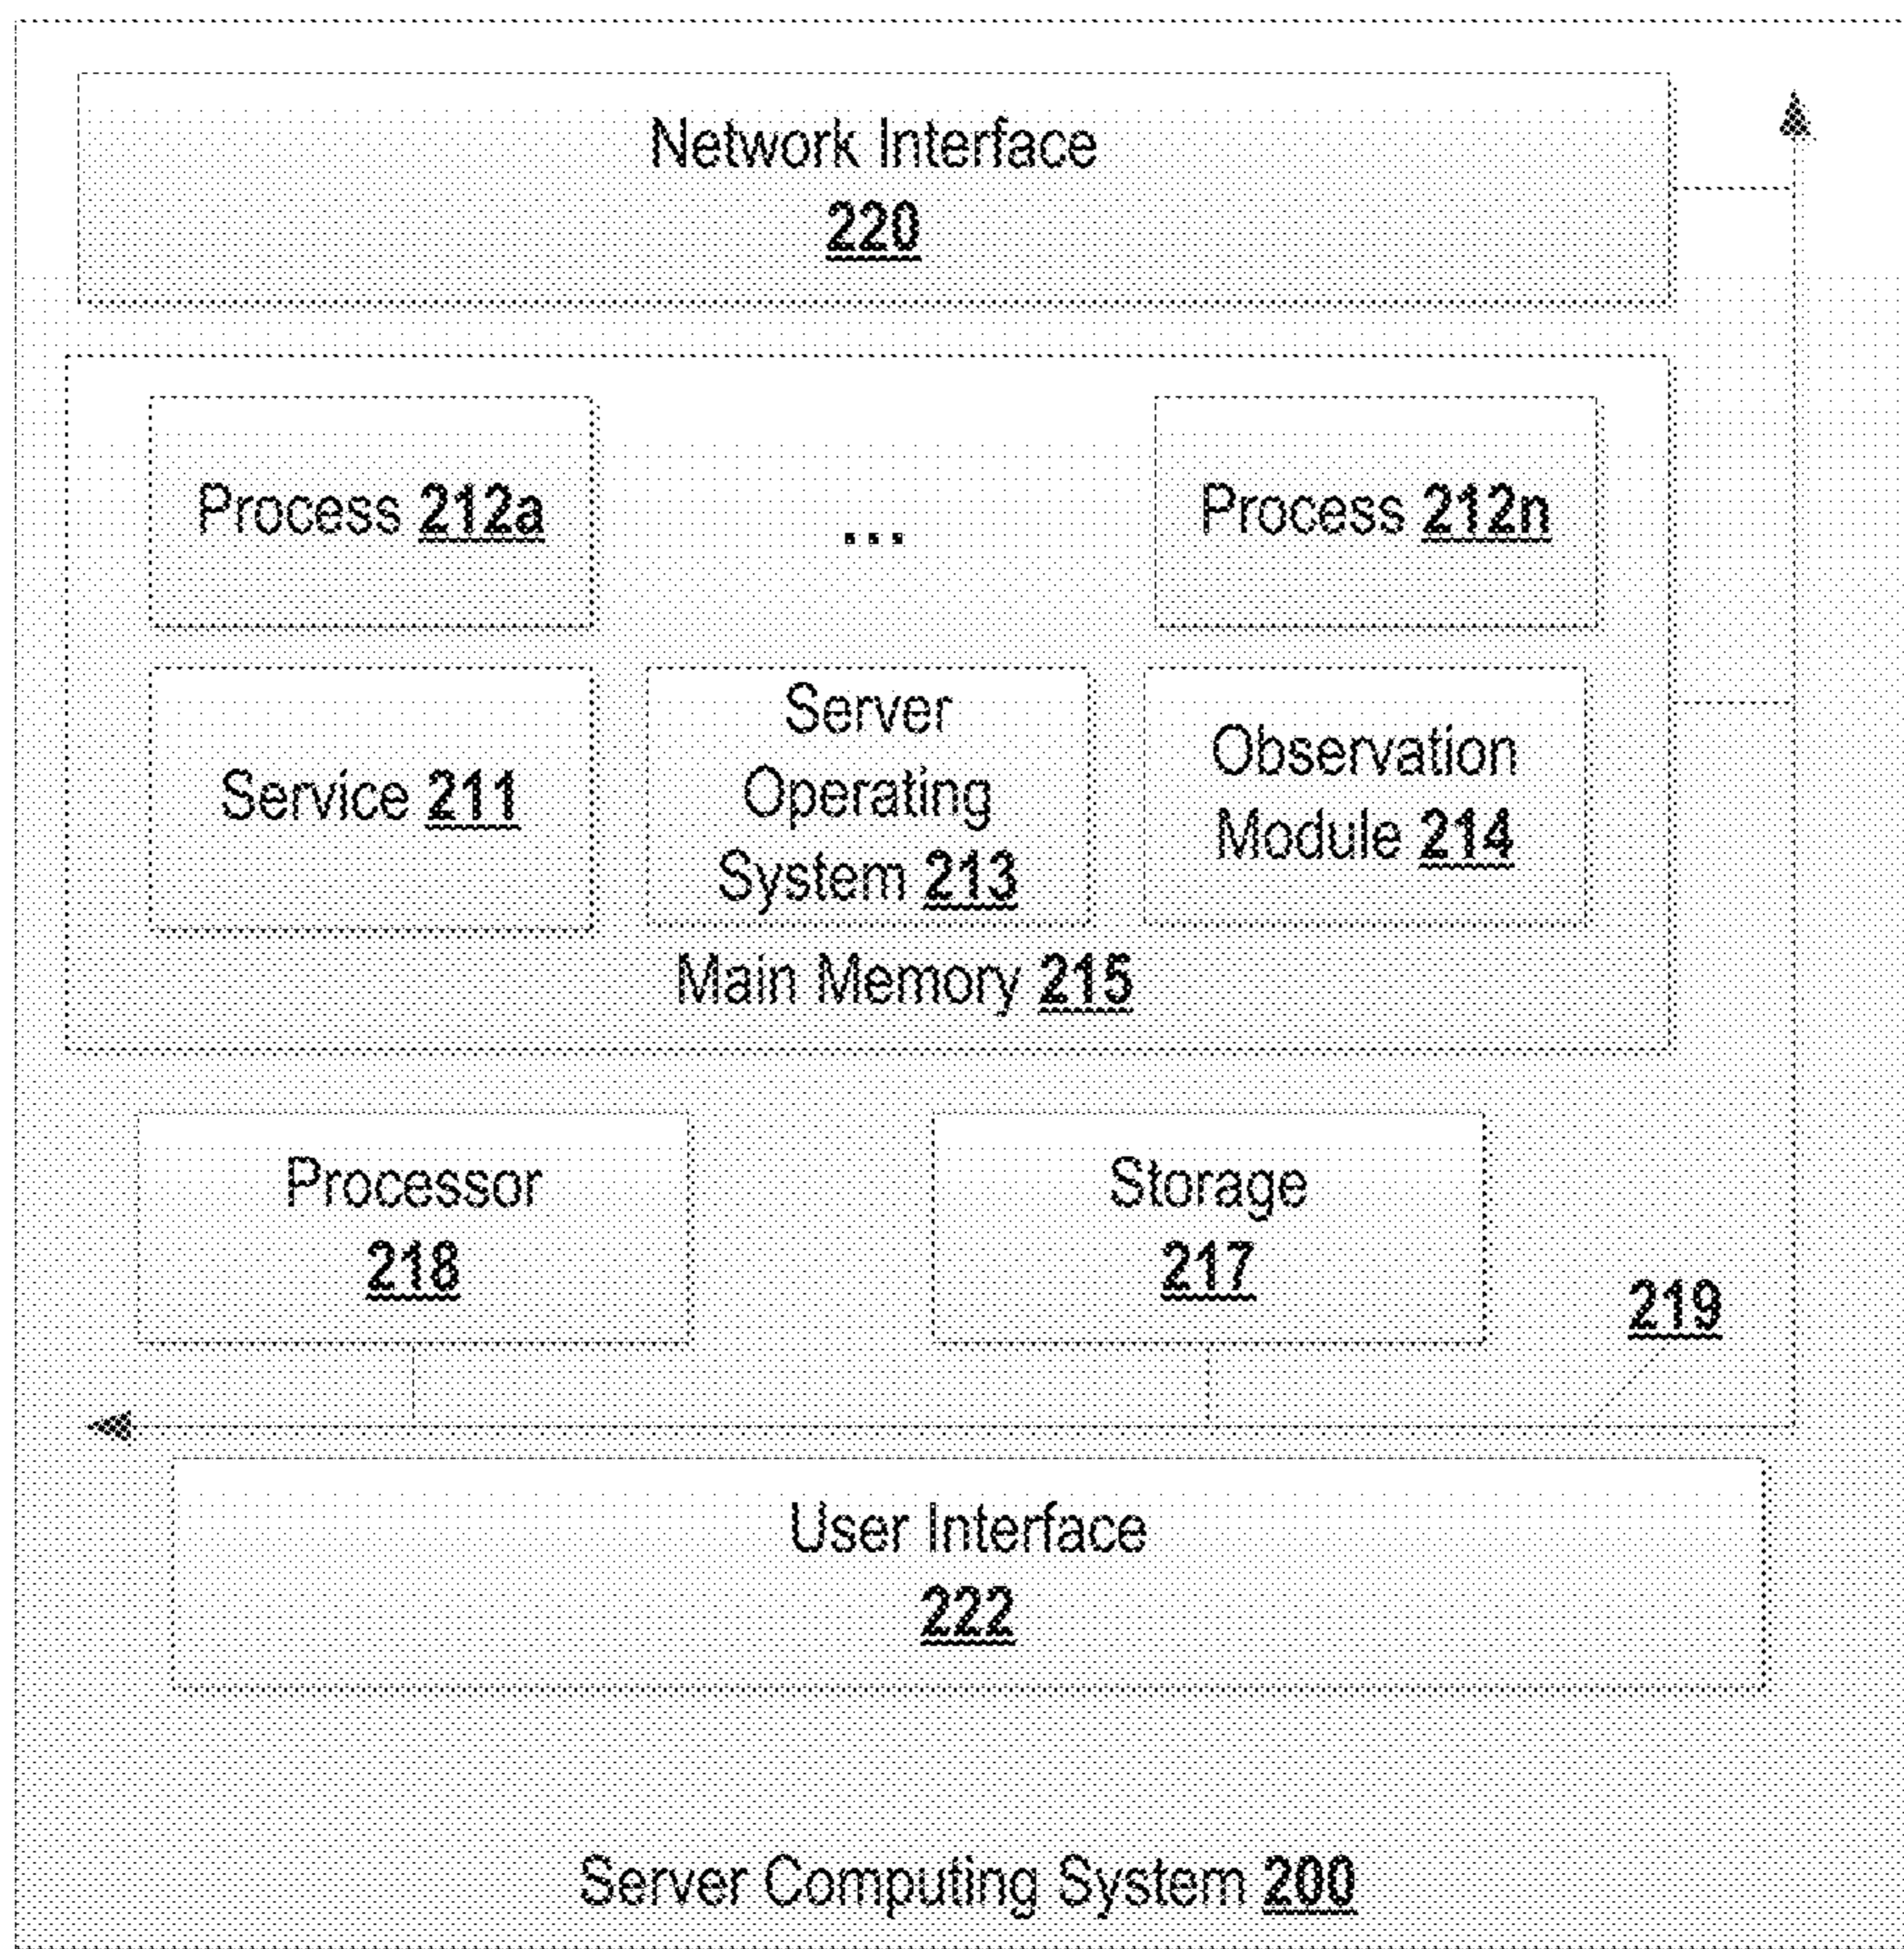 Network Interface
220
Process 212a
...
Process 212n
Service 211
Server
Operating
System 213
Observation
Module 214
Main Memory 215
Processor
218
Storage
217
219
User Interface
222
Server Computing System 200